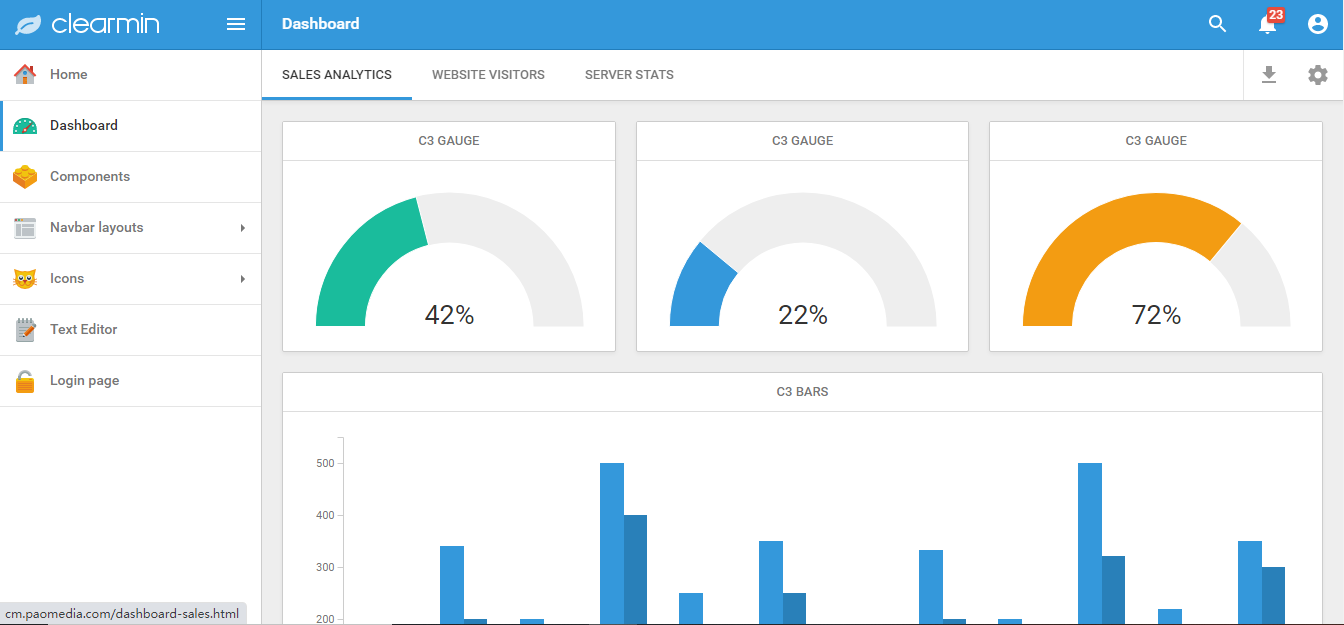 clearmin
Dashboard
23
Home
Dashboard
Components
Navbar layouts
Icons
Text Editor
Login page
SALES ANALYTICS WEBSITE VISITORS SERVER STATS
C3 GAUGE
42%
C3 GAUGE
22%
C3 GAUGE
72%
C3 BARS
500
400
300
200
cm.paomedia.com/dashboard-sales.html